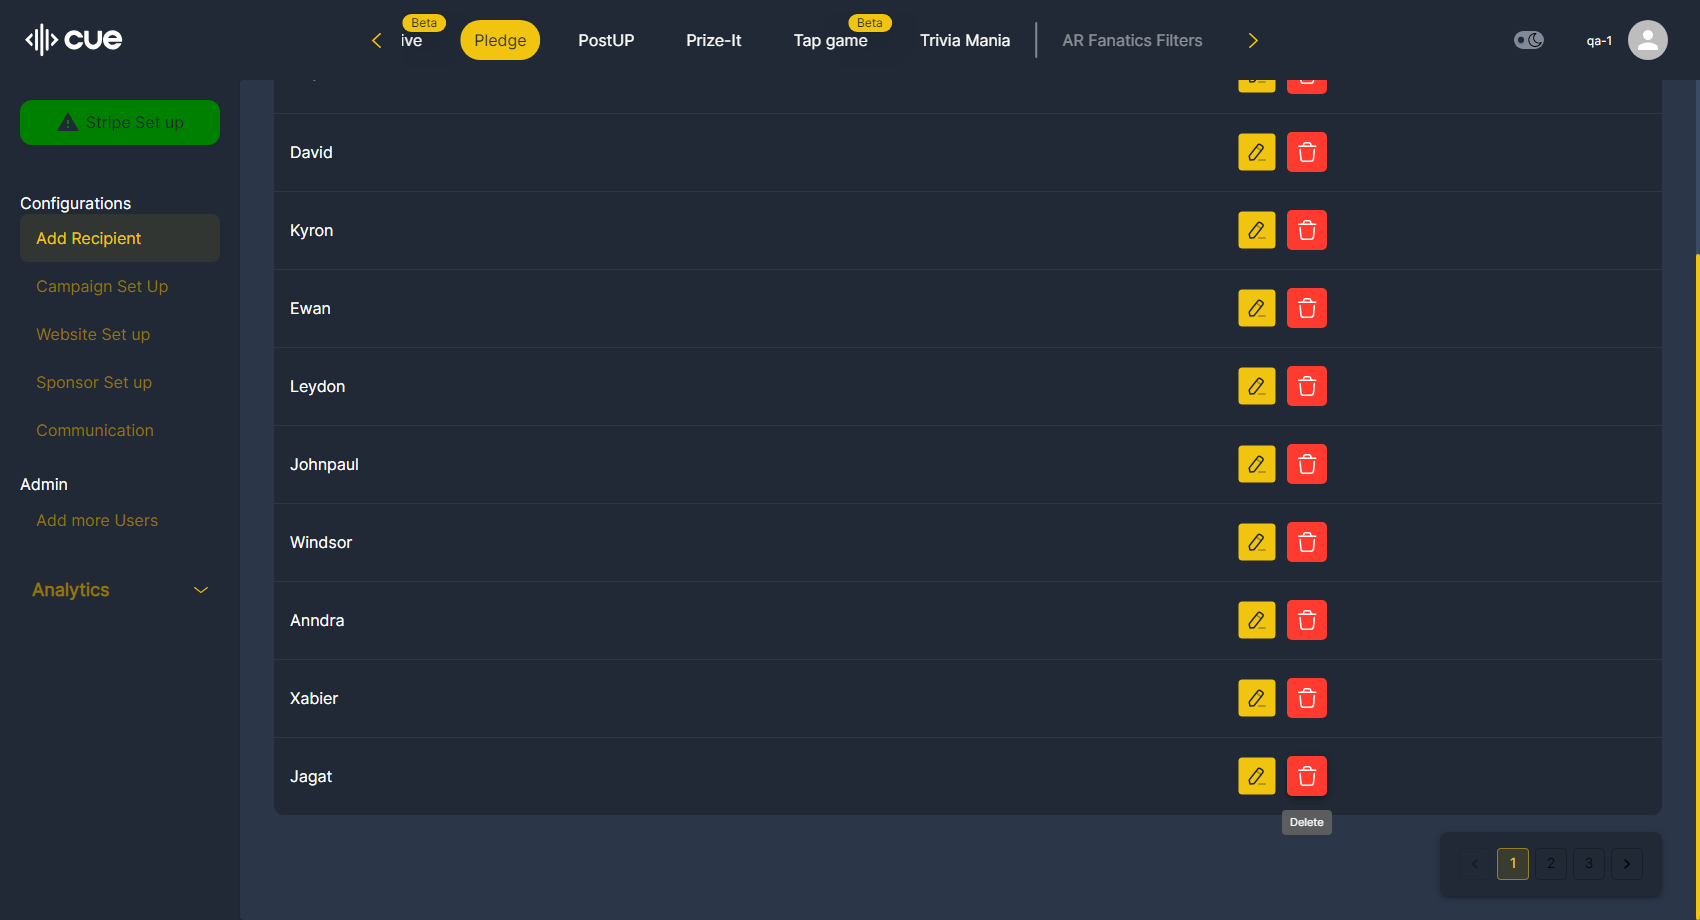 cue
Beta
ive
Pledge
PostUP
Prize-It
Beta
Tap game
Trivia Mania
AR Fanatics Filters
qa-1
Stripe Set up
Configurations
Add Recipient
Campaign Set Up
Website Set up
Sponsor Set up
Communication
Admin
Add more Users
Analytics
David
Kyron
Ewan
Leydon
Johnpaul
Windsor
Anndra
Xabier
Jagat
Delete
1 2 3